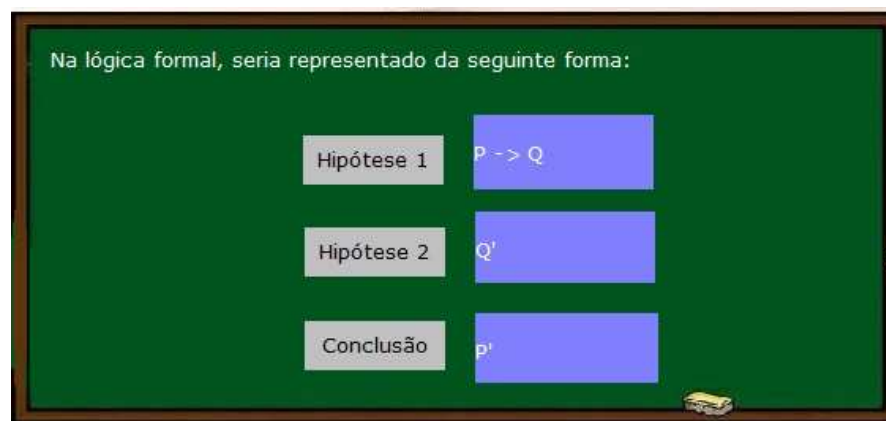 Na lógica formal, seria representado da seguinte forma:
Hipótese 1 P -> Q
Hipótese 2 Q'
Conclusão P'